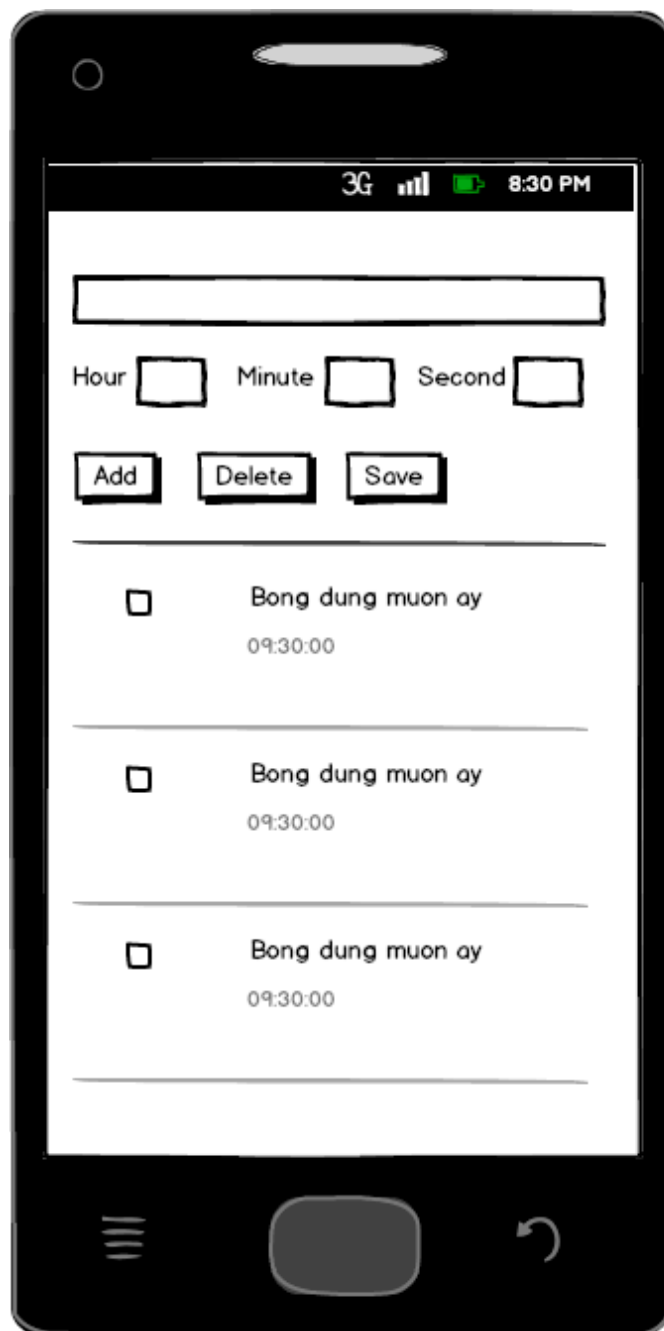 3G 8:30 PM
Hour Minute Second
Add Delete Save
Bong dung muon ay
09:30:00
Bong dung muon ay
09:30:00
Bong dung muon ay
09:30:00